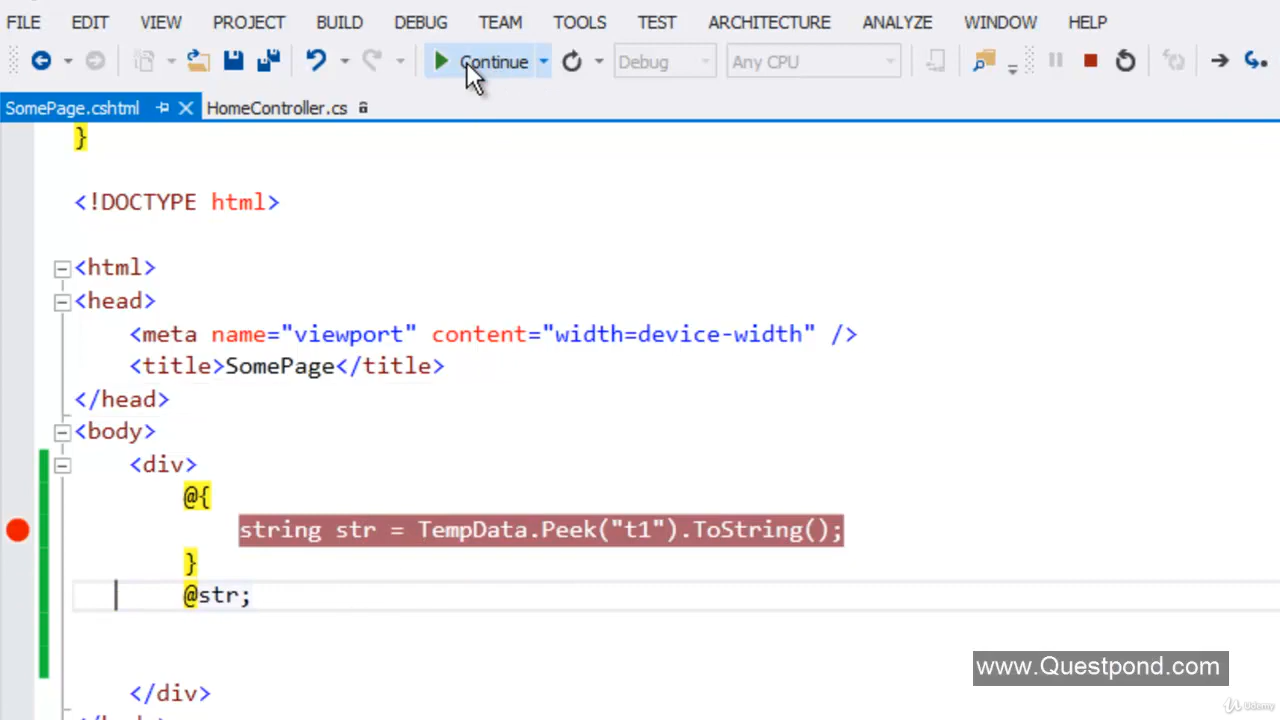 FILE EDIT VIEW PROJECT BUILD DEBUG TEAM TOOLS TEST ARCHITECTURE ANALYZE WINDOW HELP
Continue Debug Any CPU
SomePage.cshtml HomeController.cs
}
<!DOCTYPE html>
<html>
<head>
<meta name="viewport" content="width=device-width" />
<title>SomePage</title>
</head>
<body>
<div>
@{
string str = TempData.Peek("t1").ToString();
}
@str;
www.Questpond.com
</div>
Udemy